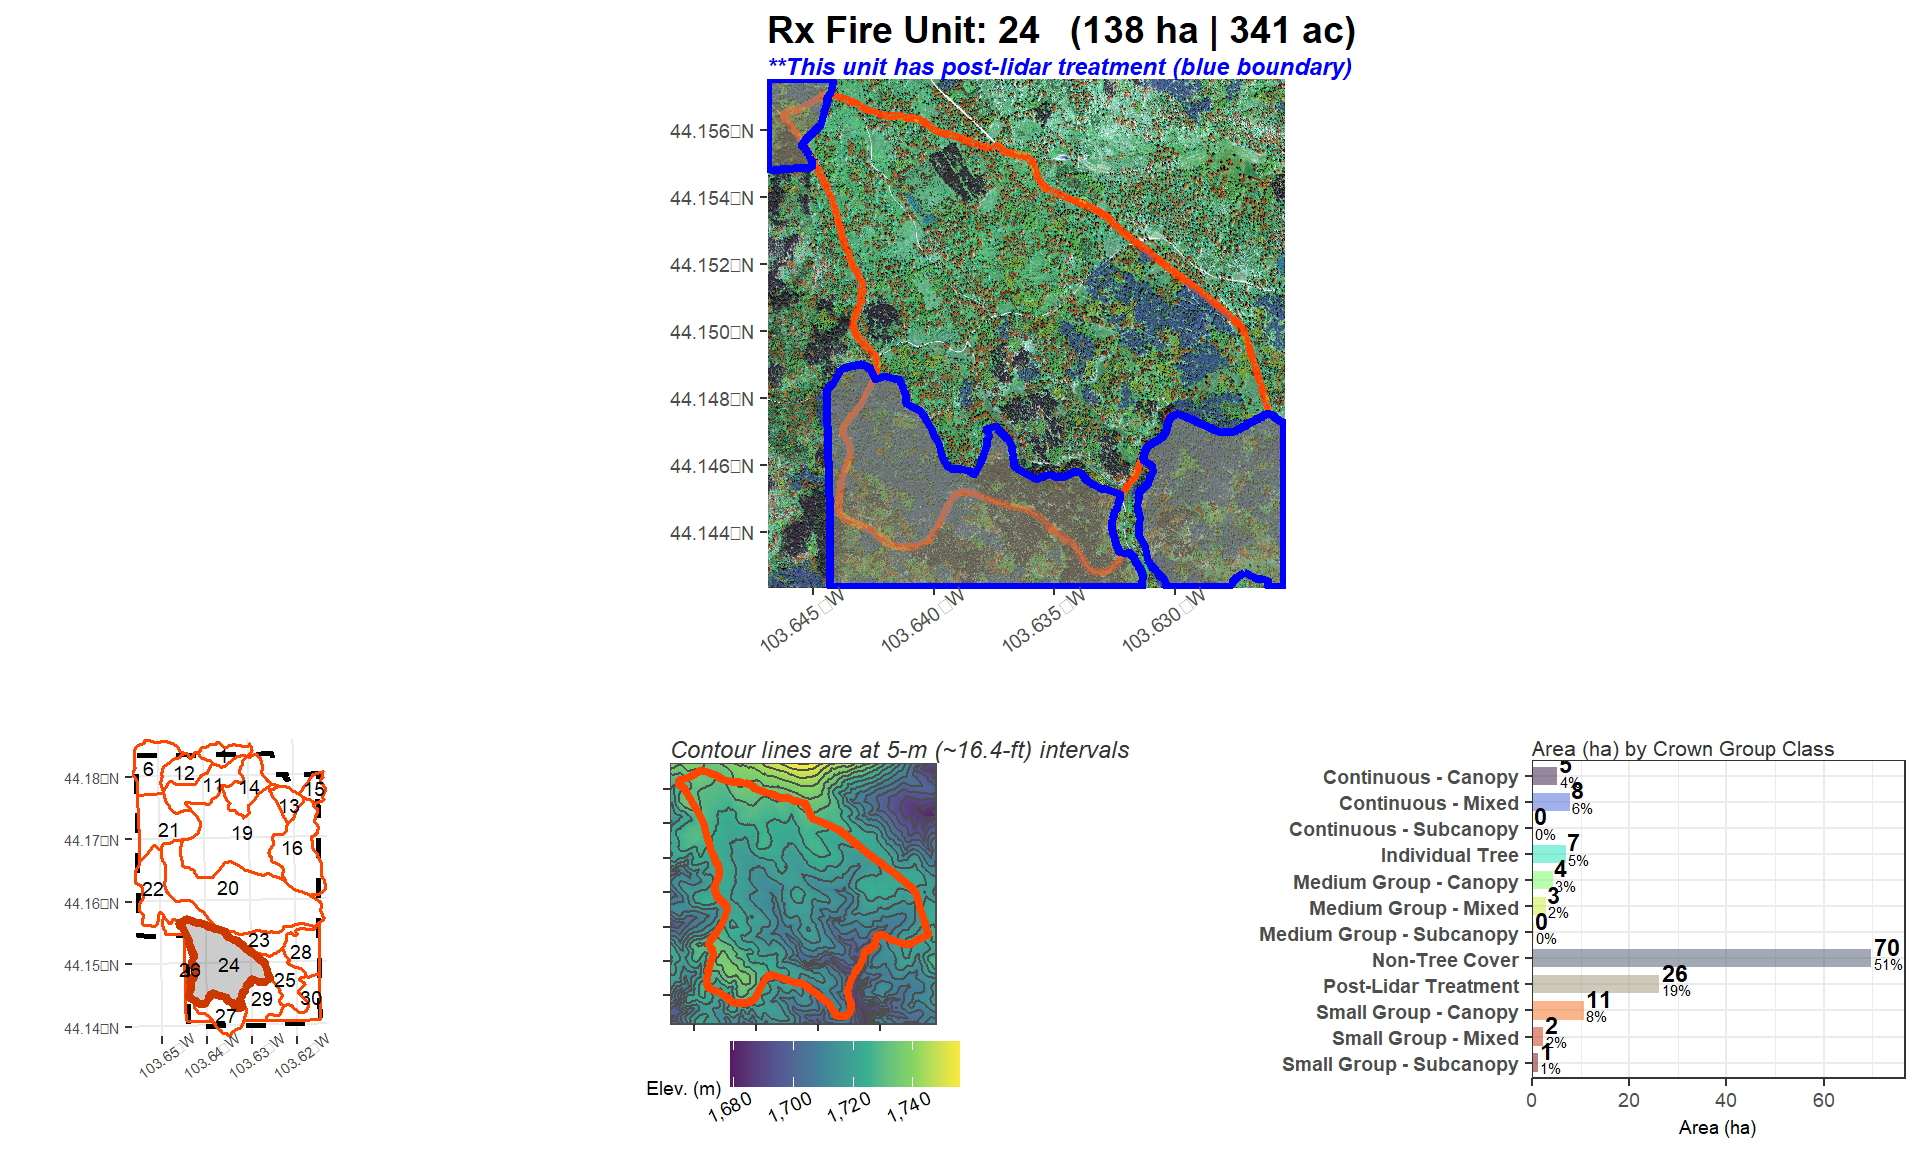 Rx Fire Unit: 24 (138 ha | 341 ac)
**This unit has post-lidar treatment (blue boundary)
44.156□N
44.154□N
44.152□N
44.150□N
44.148□N
44.146□N
44.144□N
103.645□W
103.640□W
103.635□W
103.630□W
44.18□N
44.17□N
44.16□N
44.15□N
44.14□N
103.65□W
103.64□W
103.63□W
103.62□W
1
6
12
11
14
15
13
21
19
16
22
20
23
28
26
24
25
29
30
27
Contour lines are at 5-m (~16.4-ft) intervals
Elev. (m)
1,680
1,700
1,720
1,740
Area (ha) by Crown Group Class
Continuous - Canopy 5 4%
Continuous - Mixed 8 6%
Continuous - Subcanopy 0 0%
Individual Tree 7 5%
Medium Group - Canopy 4 3%
Medium Group - Mixed 3 2%
Medium Group - Subcanopy 0 0%
Non-Tree Cover 70 51%
Post-Lidar Treatment 26 19%
Small Group - Canopy 11 8%
Small Group - Mixed 2 2%
Small Group - Subcanopy 1 1%
0 20 40 60
Area (ha)